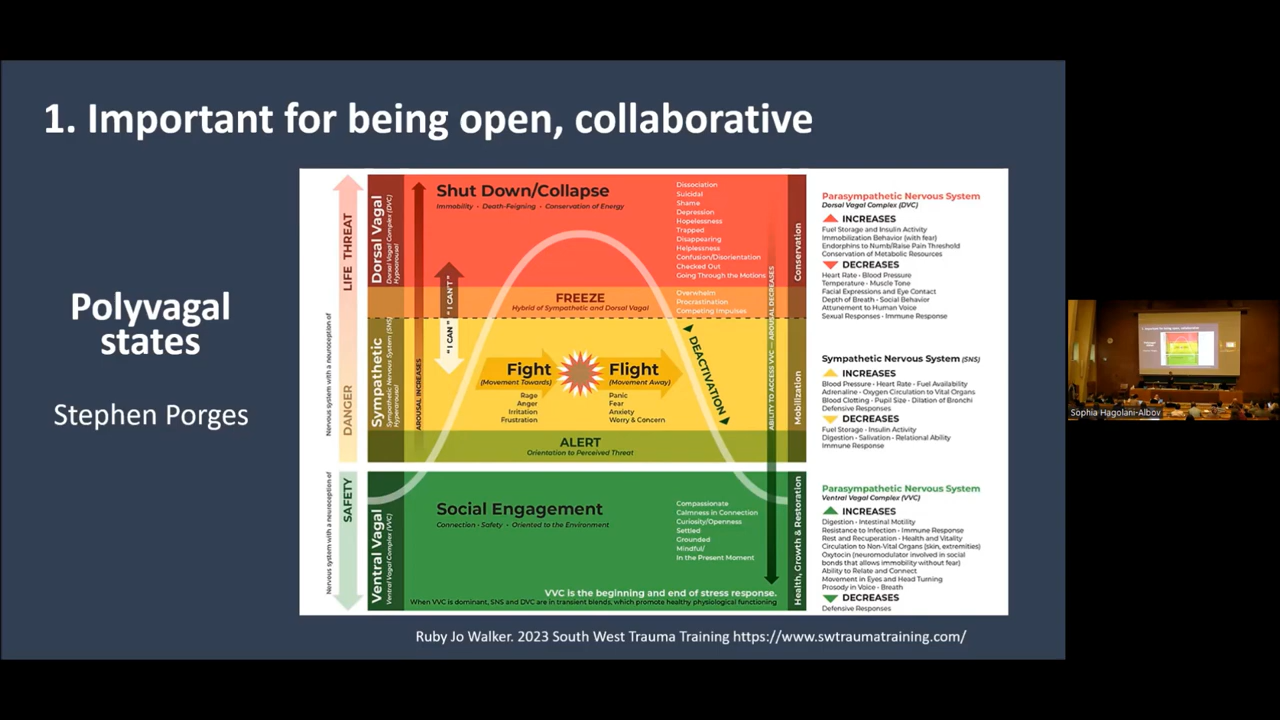 1. Important for being open, collaborative
Polyvagal
states
Stephen Porges
LIFE THREAT
DANGER
SAFETY
Nervous system with a neuroception of
Nervous system with a neuroception of
Dorsal Vagal
Dorsal Vagal Complex (DVC)
Hypoarousal
Sympathetic
Sympathetic Nervous System (SNS)
Hyperarousal
Ventral Vagal
Ventral Vagal Complex (VVC)
AROUSAL INCREASES
"I CAN" "I CAN'T"
Shut Down/Collapse
Immobility • Death-Feigning • Conservation of Energy
Dissociation
Suicidal
Shame
Depression
Hopelessness
Trapped
Disappearing
Helplessness
Confusion/Disorientation
Checked Out
Going Through the Motions
FREEZE
Hybrid of Sympathetic and Dorsal Vagal
Overwhelm
Procrastination
Competing Impulses
Fight
(Movement Towards)
Rage
Anger
Irritation
Frustration
Flight
(Movement Away)
Panic
Fear
Anxiety
Worry & Concern
DEACTIVATION
ABILITY TO ACCESS VVC — AROUSAL DECREASES
ALERT
Orientation to Perceived Threat
Social Engagement
Connection • Safety • Oriented to the Environment
Compassionate
Calmness in Connection
Curiosity/Openness
Settled
Grounded
Mindful/
In the Present Moment
VVC is the beginning and end of stress response.
When VVC is dominant, SNS and DVC are in transient blends, which promote healthy physiological functioning
Conservation
Mobilization
Health, Growth & Restoration
Parasympathetic Nervous System
Dorsal Vagal Complex (DVC)
INCREASES
Fuel Storage and Insulin Activity
Immobilization Behavior (with fear)
Endorphins to Numb/Raise Pain Threshold
Conservation of Metabolic Resources
DECREASES
Heart Rate • Blood Pressure
Temperature • Muscle Tone
Facial Expressions and Eye Contact
Depth of Breath • Social Behavior
Attunement to Human Voice
Sexual Responses • Immune Response
Sympathetic Nervous System (SNS)
INCREASES
Blood Pressure • Heart Rate • Fuel Availability
Adrenaline • Oxygen Circulation to Vital Organs
Blood Clotting • Pupil Size • Dilation of Bronchi
Defensive Responses
DECREASES
Fuel Storage • Insulin Activity
Digestion • Salivation • Relational Ability
Immune Response
Parasympathetic Nervous System
Ventral Vagal Complex (VVC)
INCREASES
Digestion • Intestinal Motility
Resistance to Infection • Immune Response
Rest and Recuperation • Health and Vitality
Circulation to Non-Vital Organs (skin, extremities)
Oxytocin (neuromodulator involved in social
bonds that allows immobility without fear)
Ability to Relate and Connect
Movement in Eyes and Head Turning
Prosody in Voice • Breath
DECREASES
Defensive Responses
Ruby Jo Walker. 2023 South West Trauma Training https://www.swtraumatraining.com/
Sophia Hagolani-Albov